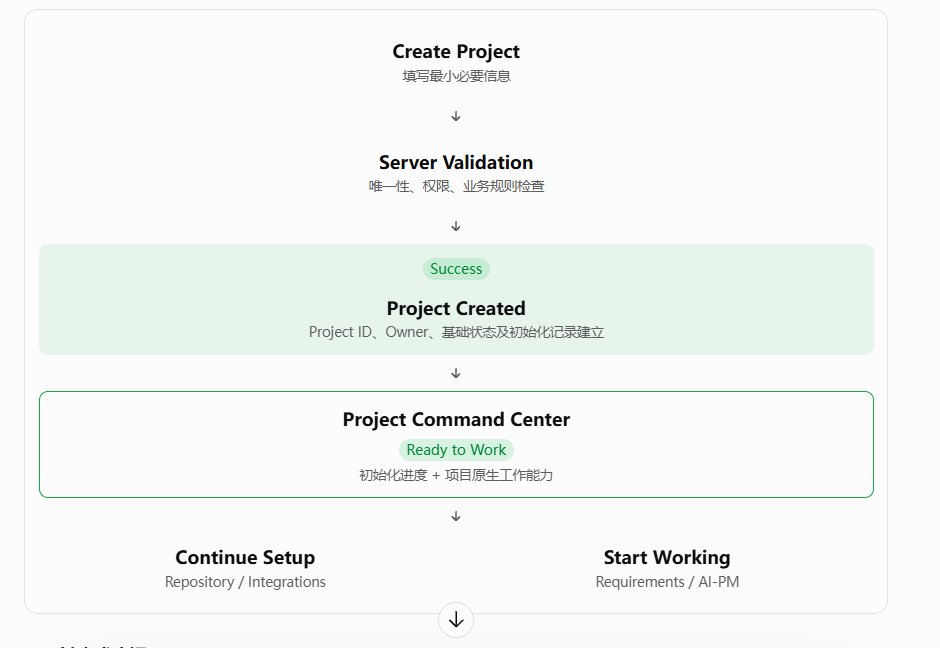 Create Project
填写最小必要信息
↓
Server Validation
唯一性、权限、业务规则检查
↓
Success
Project Created
Project ID、Owner、基础状态及初始化记录建立
↓
Project Command Center
Ready to Work
初始化进度 + 项目原生工作能力
↓
Continue Setup
Repository / Integrations
Start Working
Requirements / AI-PM
↓